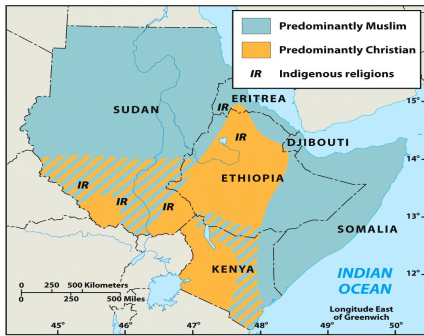 Predominantly Muslim
Predominantly Christian
IR Indigenous religions
SUDAN
IR
ERITREA
15°
IR
DJIBOUTI
14°
IR
ETHIOPIA
IR
IR
13°
SOMALIA
KENYA
INDIAN
OCEAN
12°
0 250 500 Kilometers
0 250 500 Miles
Longitude East
of Greenwich
45° 46° 47° 48° 49° 50°